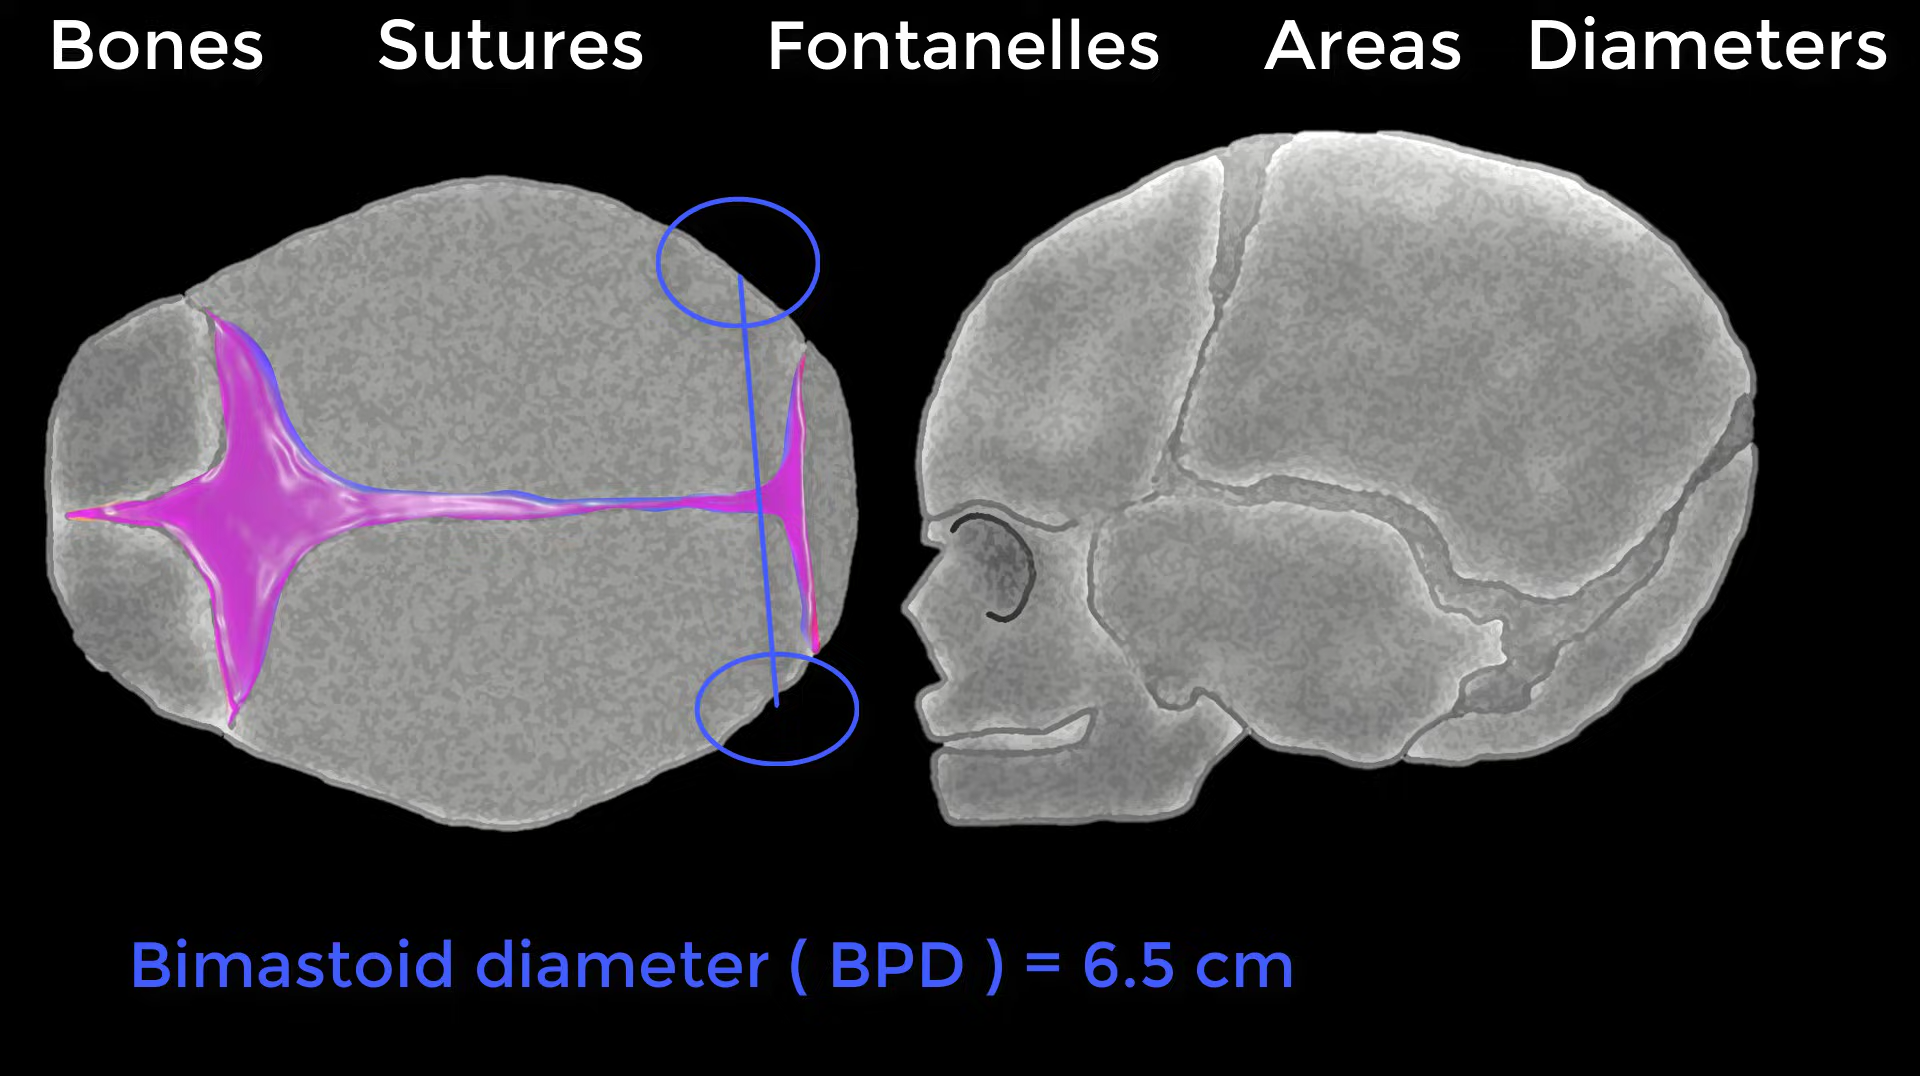 Bones Sutures Fontanelles Areas Diameters
Bimastoid diameter ( BPD ) = 6.5 cm